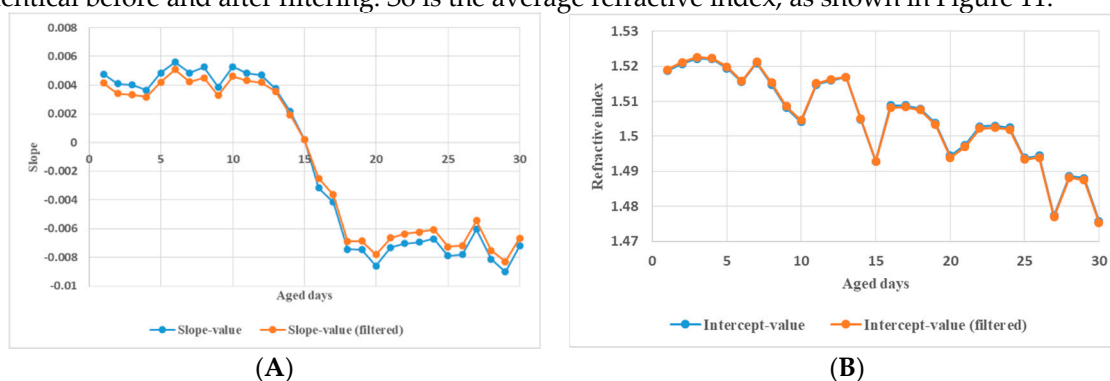 entical before and after filtering. So is the average refractive index, as shown in Figure 11.
0.008
0.006
0.004
0.002
0
-0.002
-0.004
-0.006
-0.008
-0.01
Slope
0 5 10 15 20 25 30
Aged days
Slope-value Slope-value (filtered)
(A)
1.53
1.52
1.51
1.5
1.49
1.48
1.47
Refractive index
0 5 10 15 20 25 30
Aged days
Intercept-value Intercept-value (filtered)
(B)